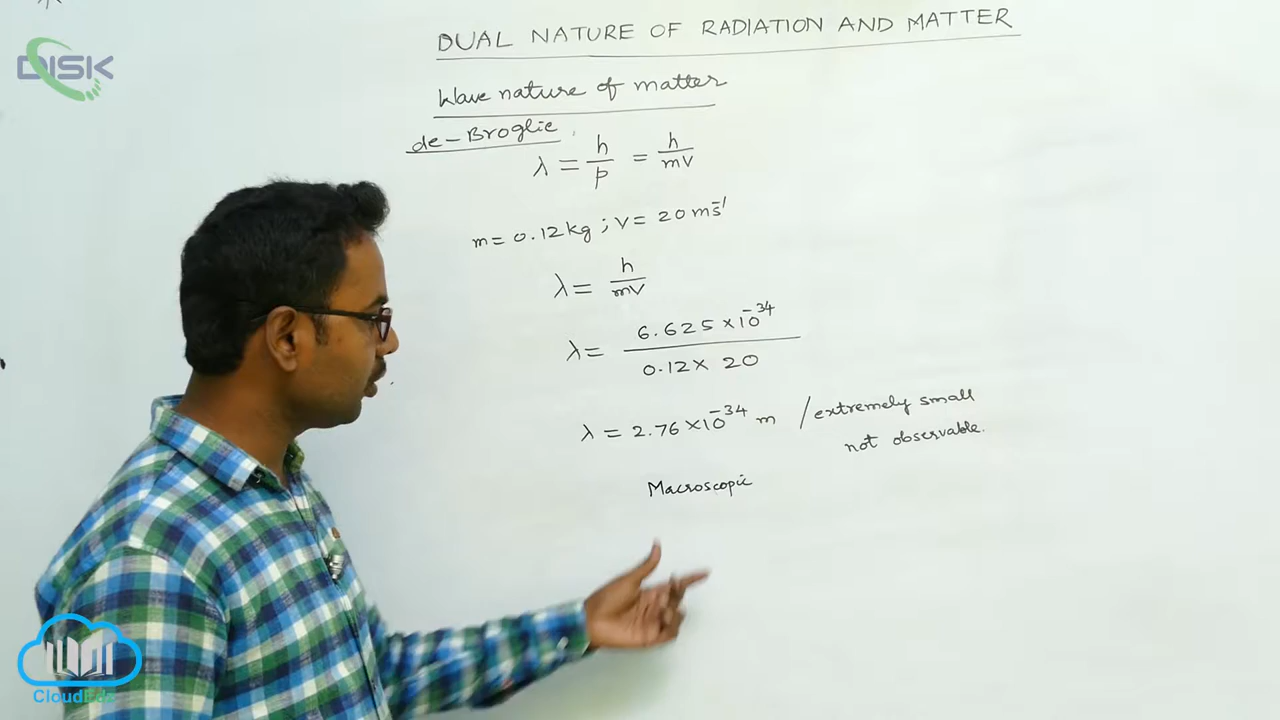 DISK
DUAL NATURE OF RADIATION AND MATTER
Wave nature of matter
de-Broglie
λ = h/p = h/mv
m = 0.12 kg ; v = 20 ms⁻¹
λ = h/mv
λ = 6.625 × 10⁻³⁴ / 0.12 × 20
λ = 2.76 × 10⁻³⁴ m / extremely small
not observable.
Macroscopic